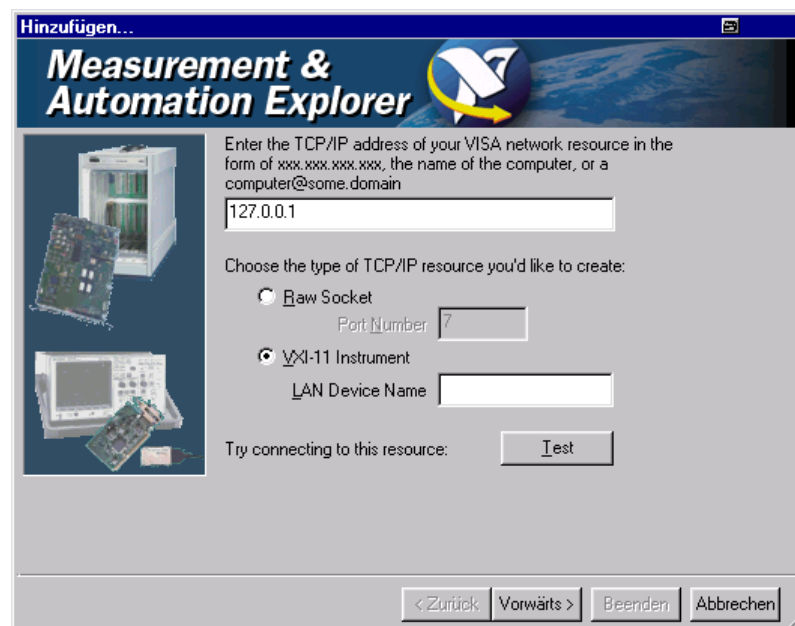 Hinzufügen...
Measurement &
Automation Explorer
Enter the TCP/IP address of your VISA network resource in the
form of xxx.xxx.xxx.xxx, the name of the computer, or a
computer@some.domain
127.0.0.1
Choose the type of TCP/IP resource you'd like to create:
Raw Socket
Port Number 7
VXI-11 Instrument
LAN Device Name
Try connecting to this resource: Test
< Zurück Vorwärts > Beenden Abbrechen